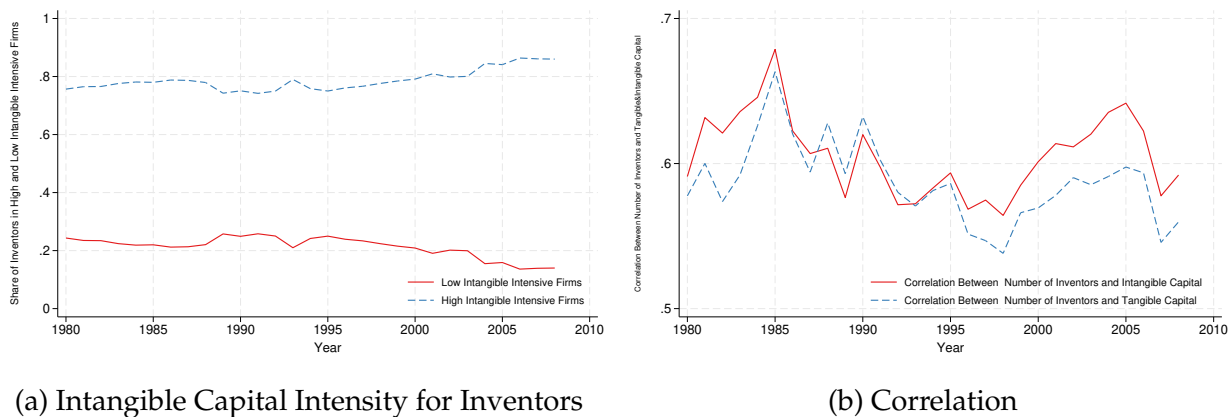 Share of Inventors in High and Low Intangible Intensive Firms
1
.8
.6
.4
.2
0
Low Intangible Intensive Firms
High Intangible Intensive Firms
1980 1985 1990 1995 2000 2005 2010
Year
(a) Intangible Capital Intensity for Inventors
Correlation Between Number of Inventors and Tangible&Intangible Capital
.7
.6
.5
Correlation Between Number of Inventors and Intangible Capital
Correlation Between Number of Inventors and Tangible Capital
1980 1985 1990 1995 2000 2005 2010
Year
(b) Correlation